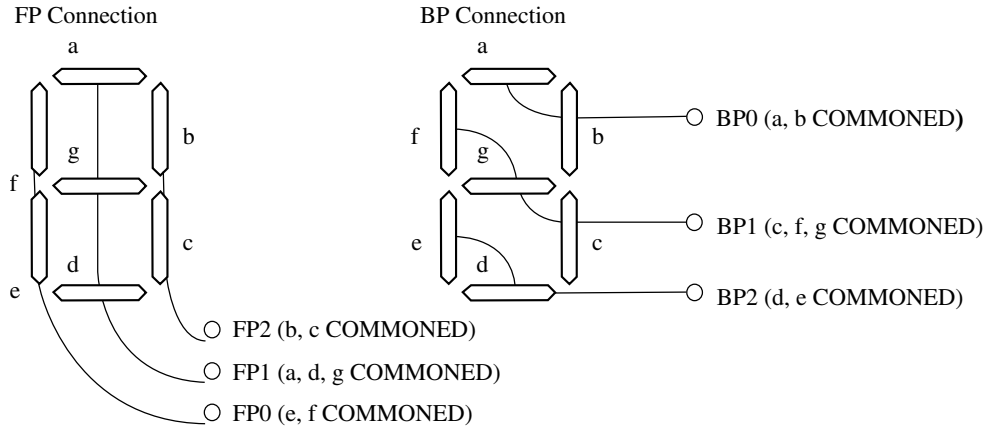 FP Connection
a
b
g
f
c
d
e
FP2 (b, c COMMONED)
FP1 (a, d, g COMMONED)
FP0 (e, f COMMONED)
BP Connection
a
BP0 (a, b COMMONED)
f
b
g
BP1 (c, f, g COMMONED)
e
c
d
BP2 (d, e COMMONED)